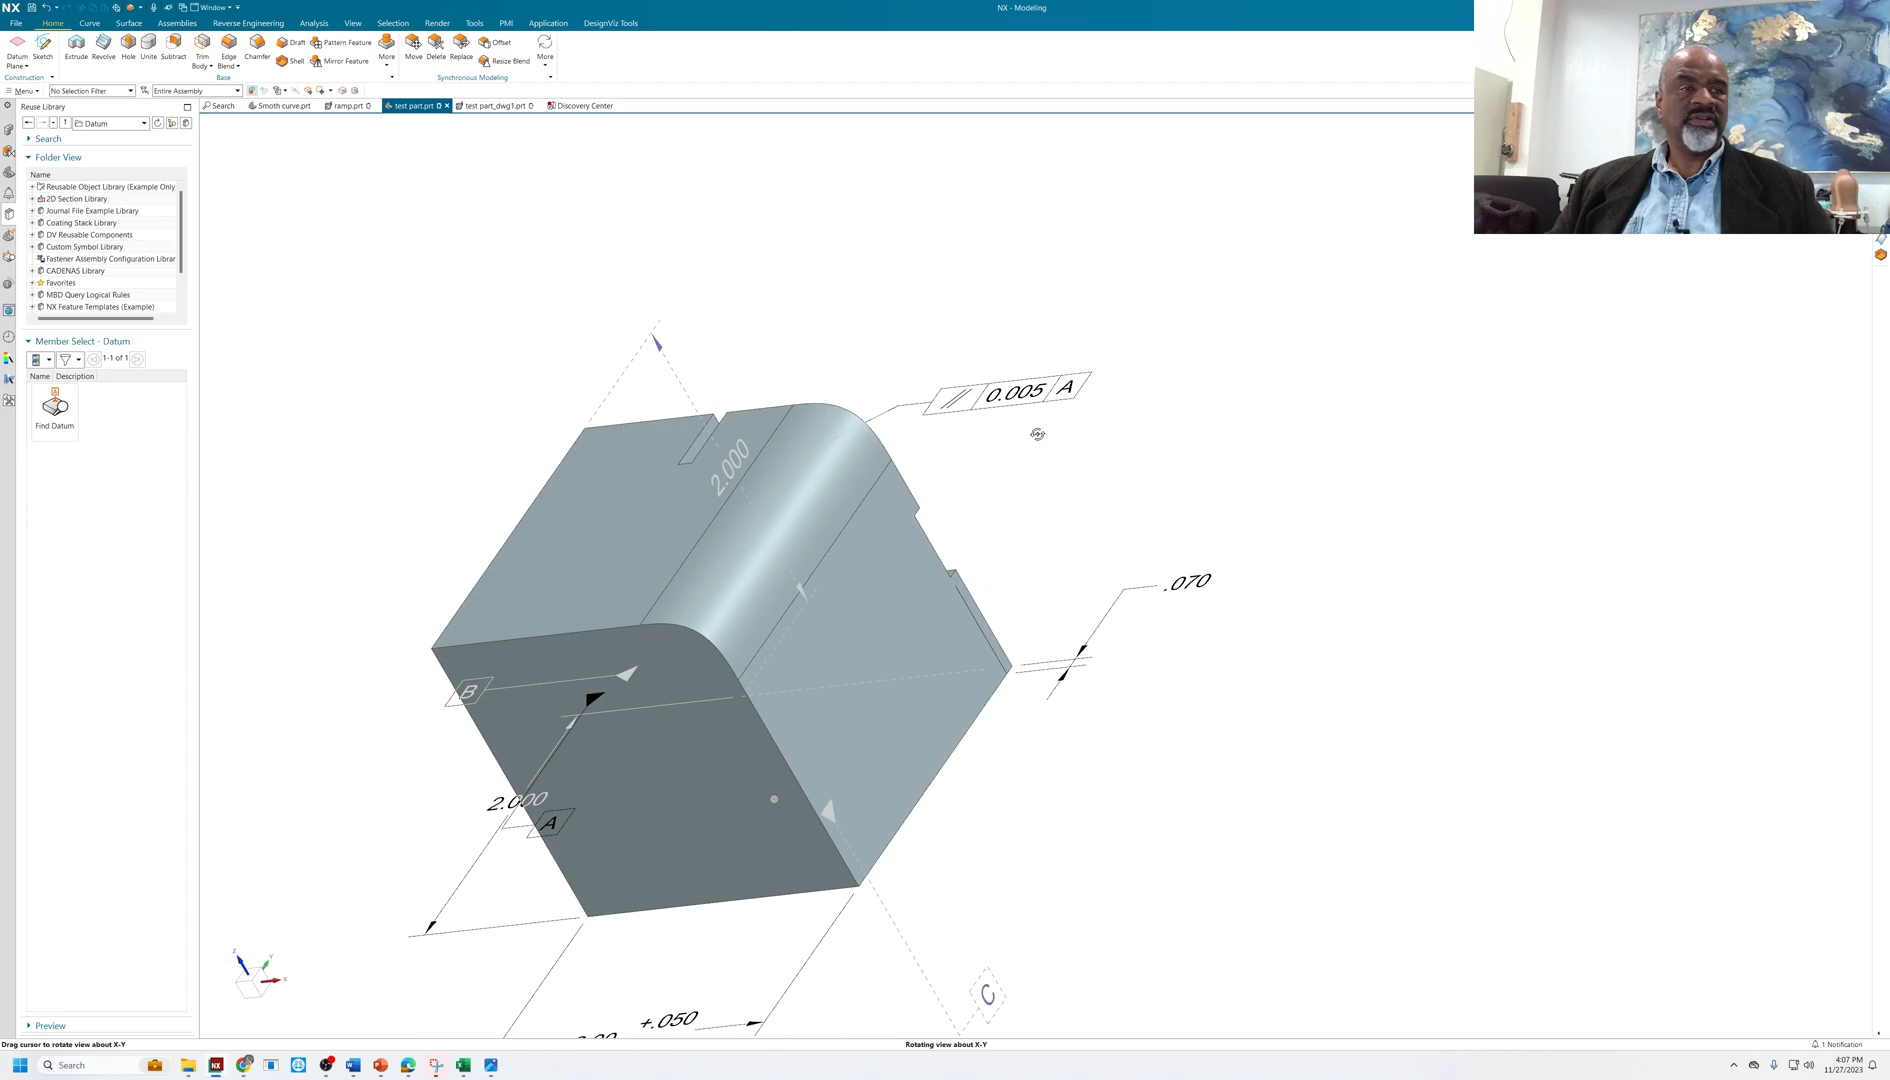 NX
Window
NX - Modeling
File Home Curve Surface Assemblies Reverse Engineering Analysis View Selection Render Tools PMI Application DesignViz Tools
Datum Plane Sketch Extrude Revolve Hole Unite Subtract Trim Body Edge Blend Chamfer
Draft Pattern Feature
Shell Mirror Feature
More Move Delete Replace
Offset
Resize Blend
More
Construction Base Synchronous Modeling
Menu No Selection Filter Entire Assembly
Reuse Library
Search Smoth curve.prt ramp.prt test part.prt test part_dwg1.prt Discovery Center
Datum
Search
Folder View
Name
Reusable Object Library (Example Only
2D Section Library
Journal File Example Library
Coating Stack Library
DV Reusable Components
Custom Symbol Library
Fastener Assembly Configuration Librar
CADENAS Library
Favorites
MBD Query Logical Rules
NX Feature Templates (Example)
Member Select - Datum
1-1 of 1
Name Description
A
Find Datum
// 0.005 A
2.000
.070
B
2.000
A
C
+.050
Z
Y
X
Preview
Drag cursor to rotate view about X-Y
Rotating view about X-Y
1 Notification
Search
4:07 PM
11/27/2023